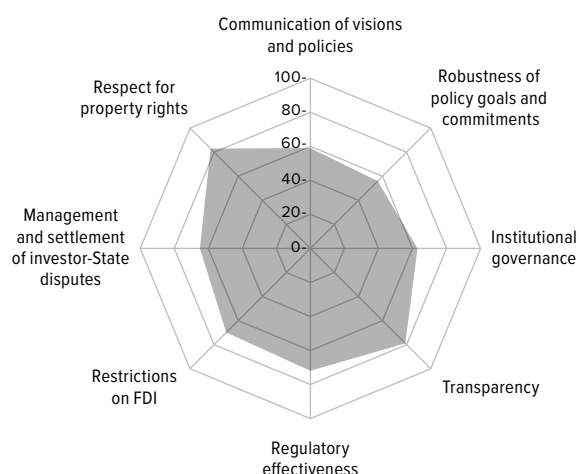 Communication of visions
and policies
Respect for
property rights
Robustness of
policy goals and
commitments
100-
80-
60-
40-
20-
0-
Management
and settlement
of investor-State
disputes
Institutional
governance
Restrictions
on FDI
Transparency
Regulatory
effectiveness